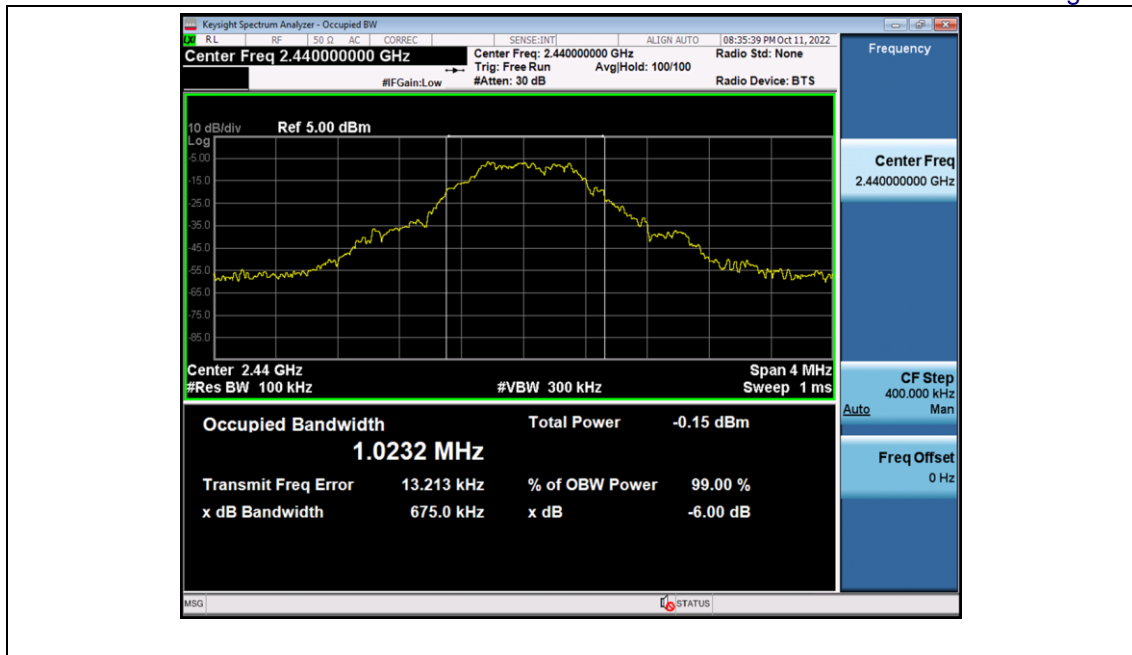 Keysight Spectrum Analyzer - Occupied BW
LXI RL RF 50 Ω AC CORREC SENSE:INT ALIGN AUTO 08:35:39 PM Oct 11, 2022
Center Freq 2.440000000 GHz
Center Freq: 2.440000000 GHz Radio Std: None
Trig: Free Run Avg|Hold: 100/100
#IFGain:Low #Atten: 30 dB Radio Device: BTS
10 dB/div Ref 5.00 dBm
Log
-5.00
-15.0
-25.0
-35.0
-45.0
-55.0
-65.0
-75.0
-85.0
Center 2.44 GHz Span 4 MHz
#Res BW 100 kHz #VBW 300 kHz Sweep 1 ms
Occupied Bandwidth Total Power -0.15 dBm
1.0232 MHz
Transmit Freq Error 13.213 kHz % of OBW Power 99.00 %
x dB Bandwidth 675.0 kHz x dB -6.00 dB
Frequency
Center Freq
2.440000000 GHz
CF Step
400.000 kHz
Auto Man
Freq Offset
0 Hz
MSG STATUS